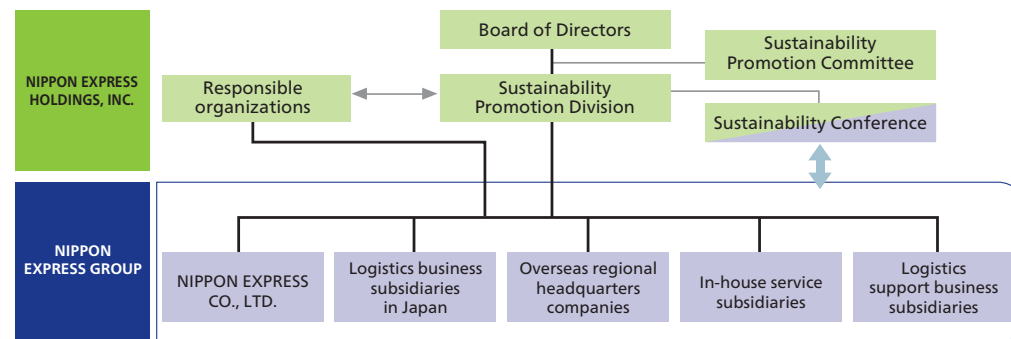 NIPPON EXPRESS
HOLDINGS, INC.
Board of Directors
Sustainability
Promotion Committee
Responsible
organizations
Sustainability
Promotion Division
Sustainability Conference
NIPPON
EXPRESS GROUP
NIPPON EXPRESS
CO., LTD.
Logistics business
subsidiaries
in Japan
Overseas regional
headquarters
companies
In-house service
subsidiaries
Logistics
support business
subsidiaries